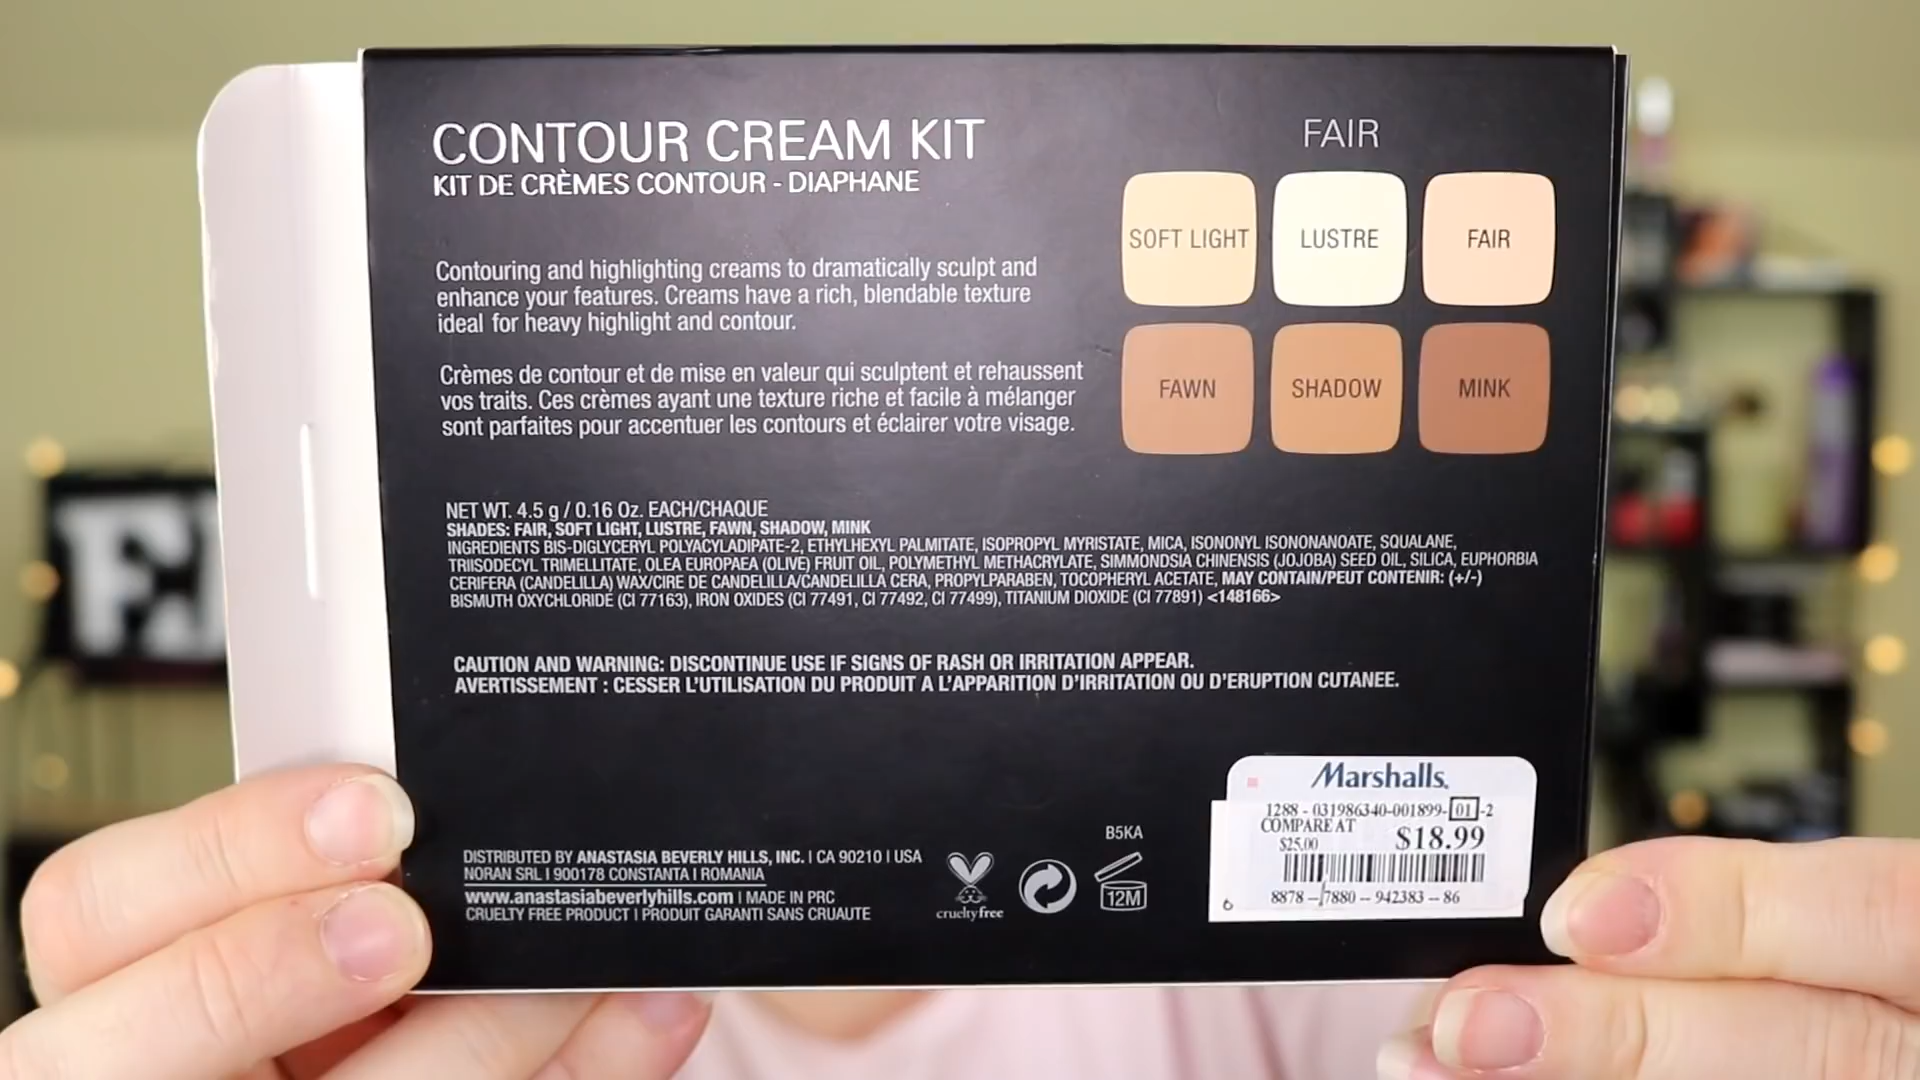 CONTOUR CREAM KIT
KIT DE CRÈMES CONTOUR - DIAPHANE
Contouring and highlighting creams to dramatically sculpt and
enhance your features. Creams have a rich, blendable texture
ideal for heavy highlight and contour.
Crèmes de contour et de mise en valeur qui sculptent et rehaussent
vos traits. Ces crèmes ayant une texture riche et facile à mélanger
sont parfaites pour accentuer les contours et éclairer votre visage.
FAIR
SOFT LIGHT LUSTRE FAIR
FAWN SHADOW MINK
NET WT. 4.5 g / 0.16 Oz. EACH/CHAQUE
SHADES: FAIR, SOFT LIGHT, LUSTRE, FAWN, SHADOW, MINK
INGREDIENTS BIS-DIGLYCERYL POLYACYLADIPATE-2, ETHYLHEXYL PALMITATE, ISOPROPYL MYRISTATE, MICA, ISONONYL ISONONANOATE, SQUALANE,
TRIISODECYL TRIMELLITATE, OLEA EUROPAEA (OLIVE) FRUIT OIL, POLYMETHYL METHACRYLATE, SIMMONDSIA CHINENSIS (JOJOBA) SEED OIL, SILICA, EUPHORBIA
CERIFERA (CANDELILLA) WAX/CIRE DE CANDELILLA/CANDELILLA CERA, PROPYLPARABEN, TOCOPHERYL ACETATE, MAY CONTAIN/PEUT CONTENIR: (+/-)
BISMUTH OXYCHLORIDE (CI 77163), IRON OXIDES (CI 77491, CI 77492, CI 77499), TITANIUM DIOXIDE (CI 77891) <148166>
CAUTION AND WARNING: DISCONTINUE USE IF SIGNS OF RASH OR IRRITATION APPEAR.
AVERTISSEMENT : CESSER L'UTILISATION DU PRODUIT A L'APPARITION D'IRRITATION OU D'ERUPTION CUTANEE.
DISTRIBUTED BY ANASTASIA BEVERLY HILLS, INC. | CA 90210 | USA
NORAN SRL | 900178 CONSTANTA | ROMANIA
www.anastasiabeverlyhills.com | MADE IN PRC
CRUELTY FREE PRODUCT | PRODUIT GARANTI SANS CRUAUTE
crueltyfree
B5KA
12M
Marshalls.
1288 - 031986340-001899-01-2
COMPARE AT
$25.00 $18.99
8878 - 7880 - 942383 - 86
6